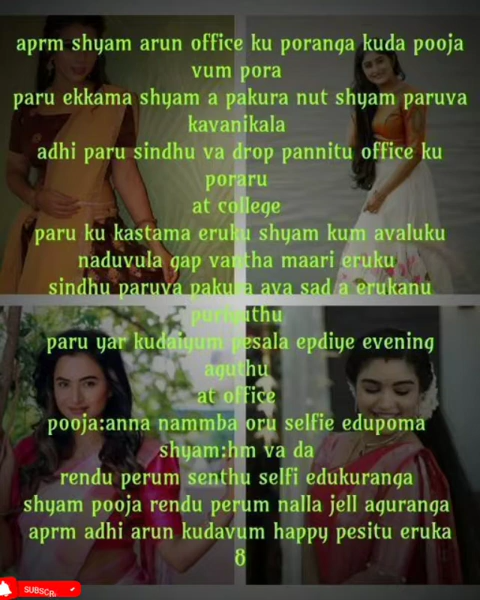 aprm shyam arun office ku poranga kuda pooja
vum pora
paru ekkama shyam a pakura nut shyam paruva
kavanikala
adhi paru sindhu va drop pannitu office ku
poraru
at college
paru ku kastama eruku shyam kum avaluku
naduvula gap vantha maari eruku
sindhu paruva pakura ava sad a erukanu
paru yar kudaiyum pesala epdiye evening
aguthu
at office
pooja:anna nammba oru selfie edupoma
shyam:hm va da
rendu perum senthu selfi edukuranga
shyam pooja rendu perum nalla jell aguranga
aprm adhi arun kudavum happy pesitu eruka
8